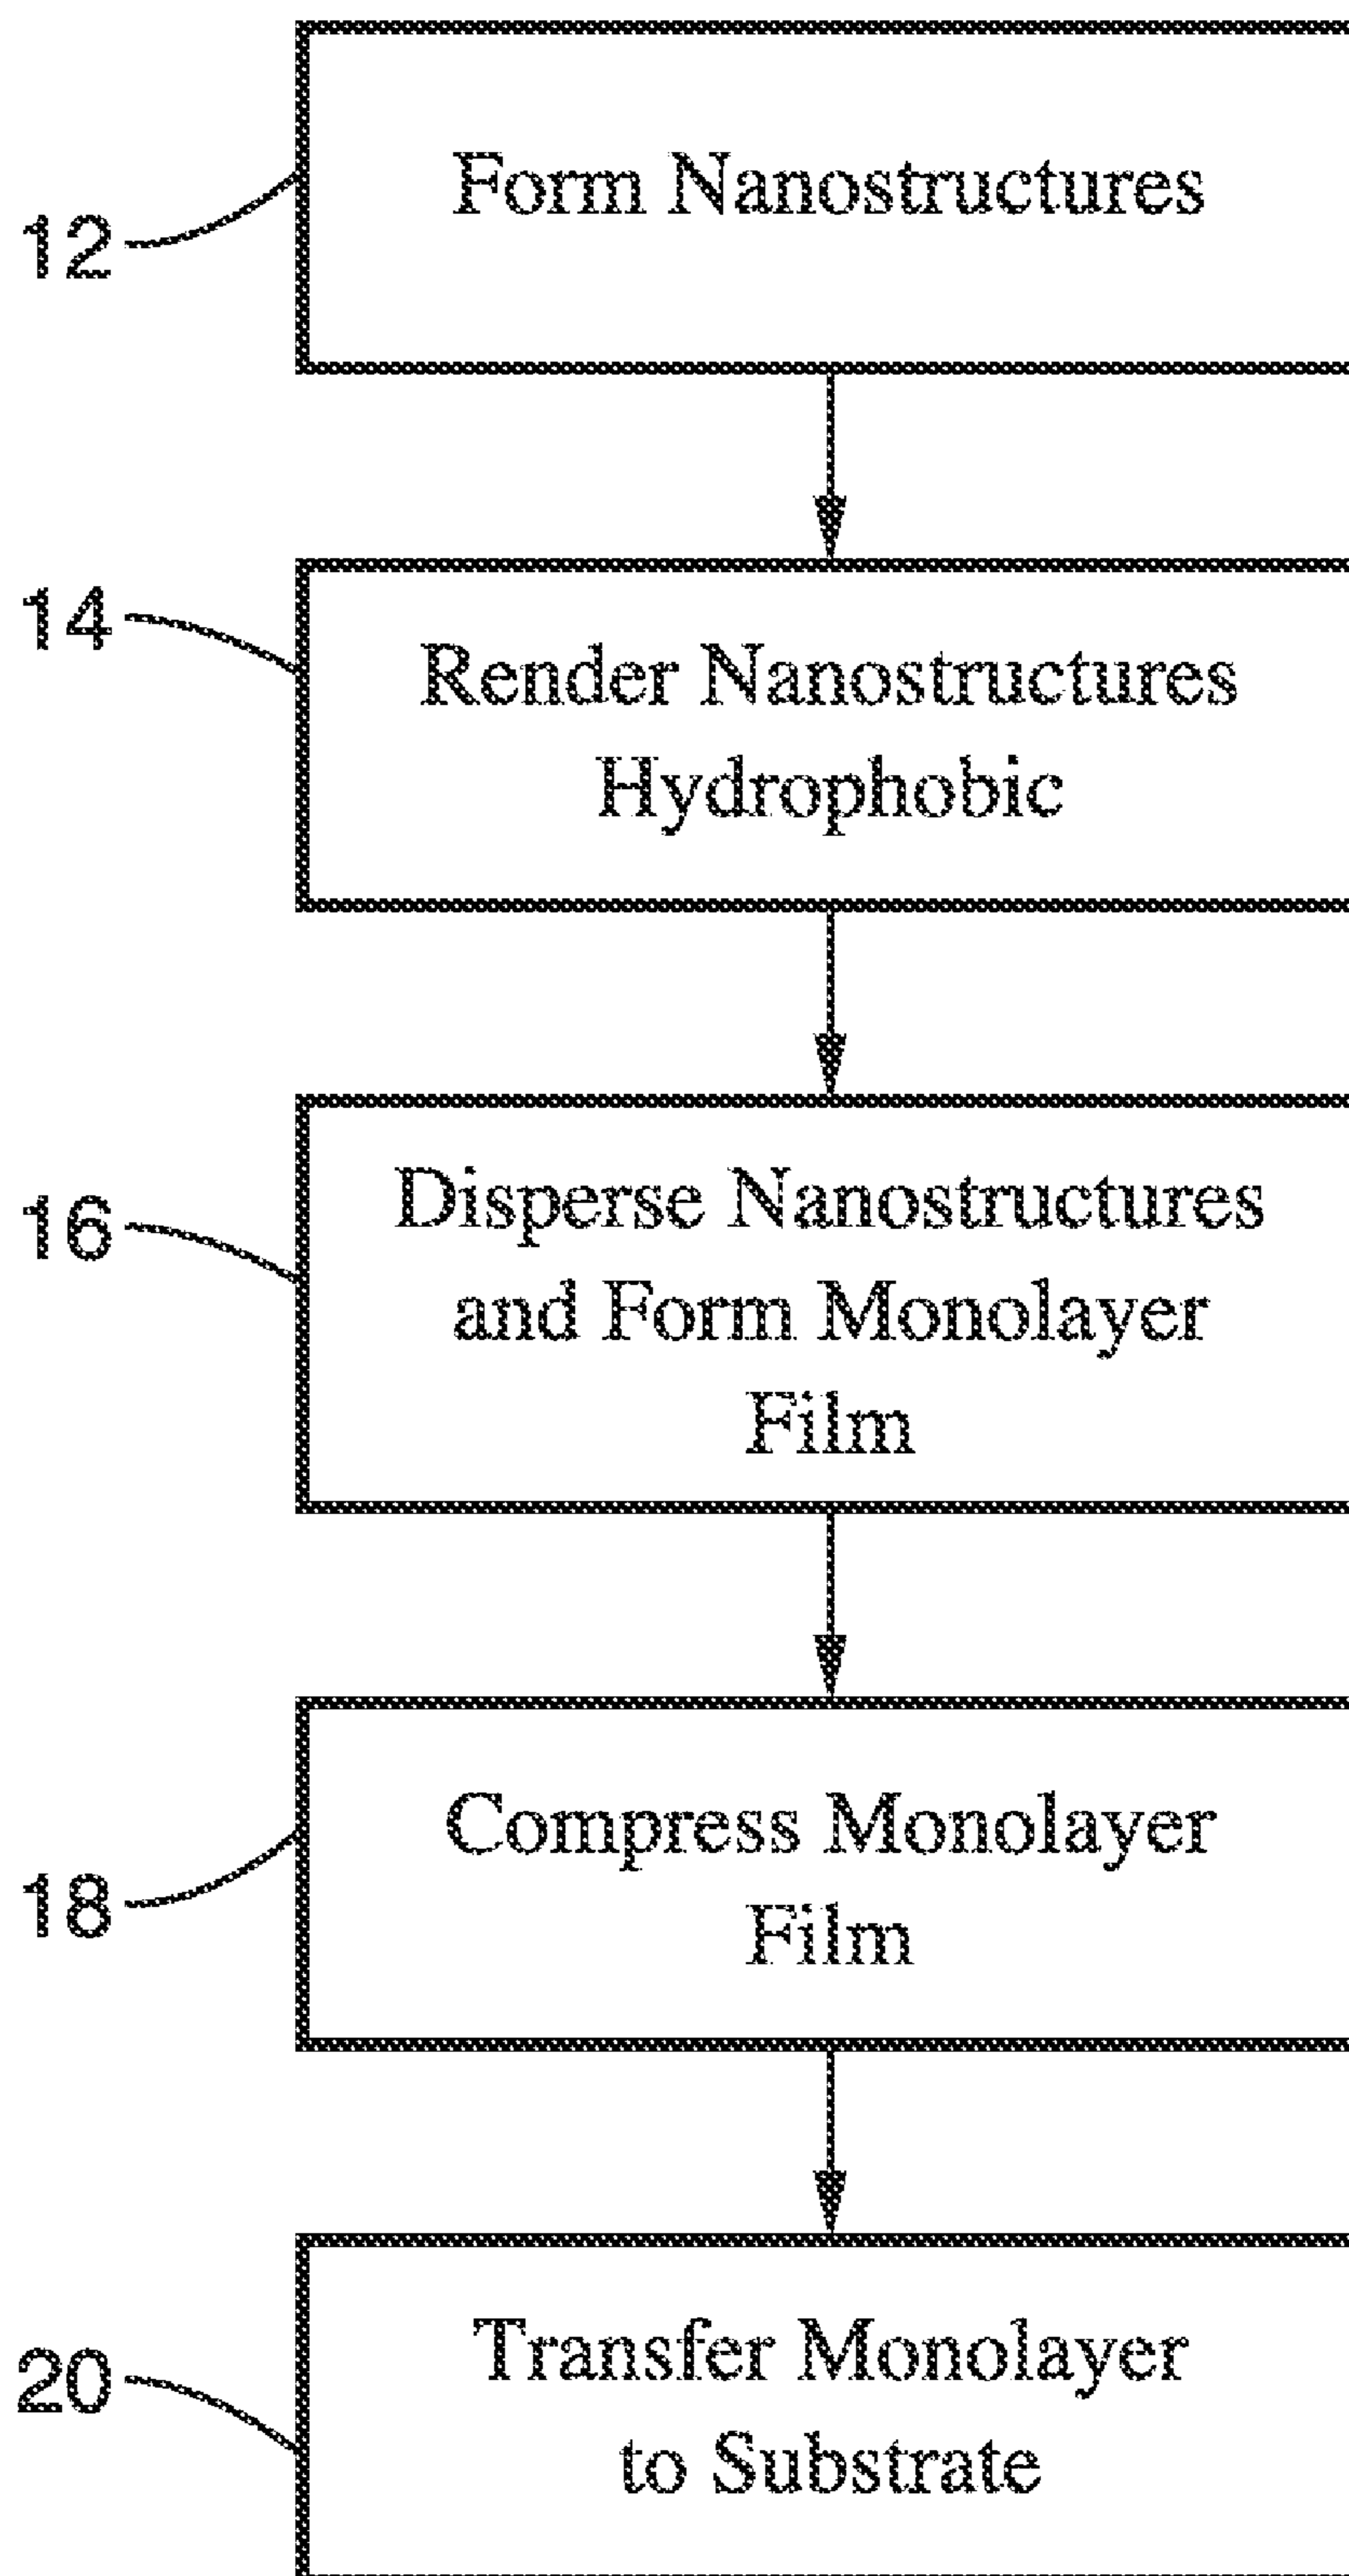 12
Form Nanostructures
14
Render Nanostructures
Hydrophobic
16
Disperse Nanostructures
and Form Monolayer
Film
18
Compress Monolayer
Film
20
Transfer Monolayer
to Substrate